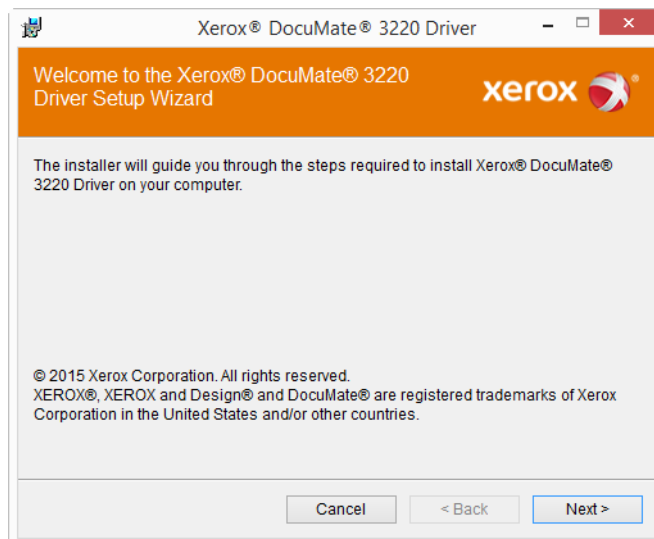 Xerox® DocuMate® 3220 Driver
Welcome to the Xerox® DocuMate® 3220
Driver Setup Wizard
xerox ®
The installer will guide you through the steps required to install Xerox® DocuMate®
3220 Driver on your computer.
© 2015 Xerox Corporation. All rights reserved.
XEROX®, XEROX and Design® and DocuMate® are registered trademarks of Xerox
Corporation in the United States and/or other countries.
Cancel < Back Next >